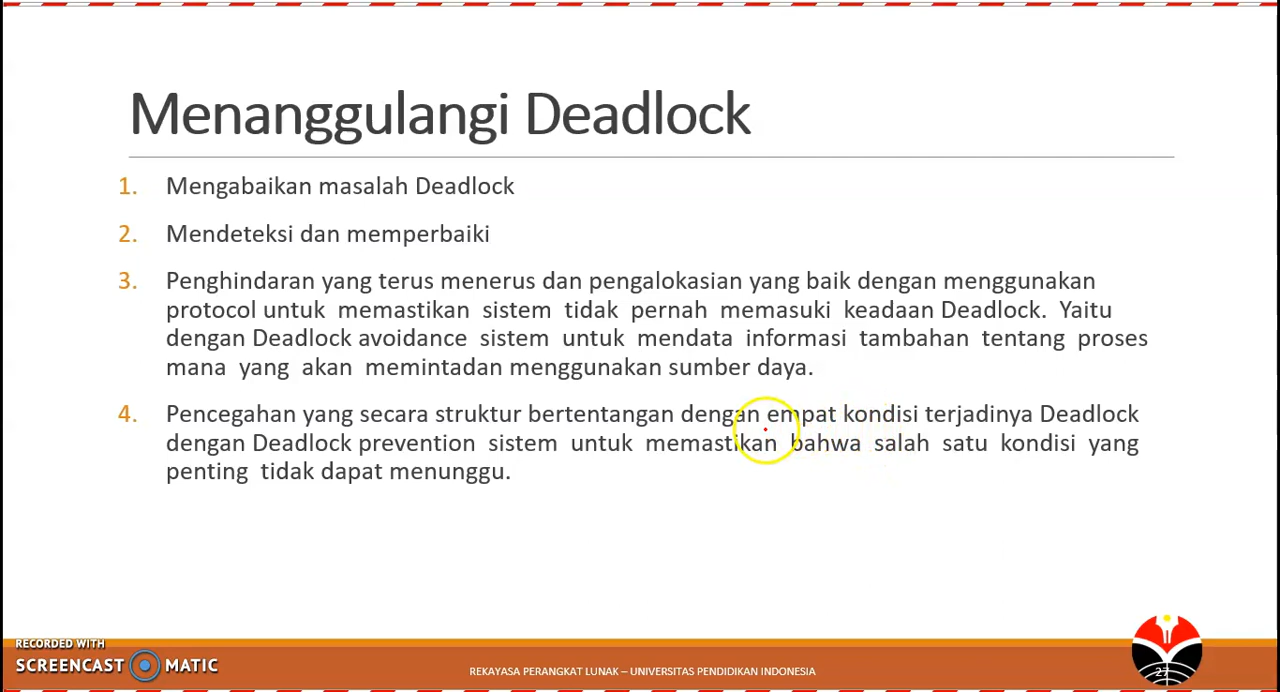 Menanggulangi Deadlock
1. Mengabaikan masalah Deadlock
2. Mendeteksi dan memperbaiki
3. Penghindaran yang terus menerus dan pengalokasian yang baik dengan menggunakan
protocol untuk memastikan sistem tidak pernah memasuki keadaan Deadlock. Yaitu
dengan Deadlock avoidance sistem untuk mendata informasi tambahan tentang proses
mana yang akan memintadan menggunakan sumber daya.
4. Pencegahan yang secara struktur bertentangan dengan empat kondisi terjadinya Deadlock
dengan Deadlock prevention sistem untuk memastikan bahwa salah satu kondisi yang
penting tidak dapat menunggu.
RECORDED WITH
SCREENCAST MATIC
REKAYASA PERANGKAT LUNAK – UNIVERSITAS PENDIDIKAN INDONESIA
27